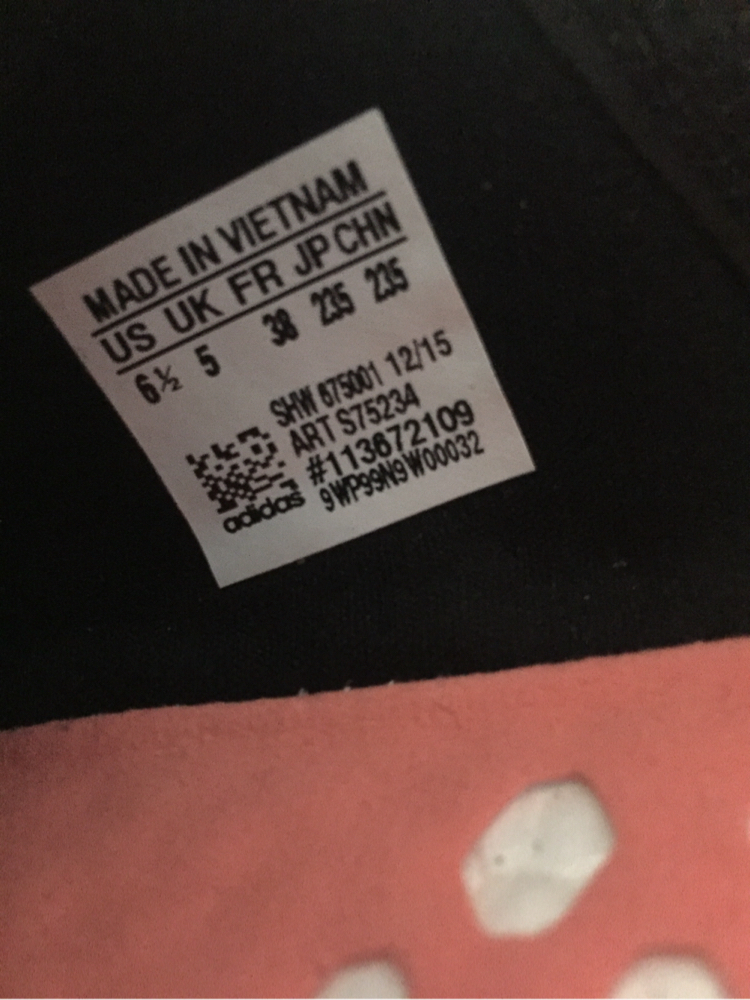 MADE IN VIETNAM
US UK FR JP CHN
6½ 5 38 235 235
SHW 675001 12/15
ART S75234
#113672109
9WP99N9W00032
adidas